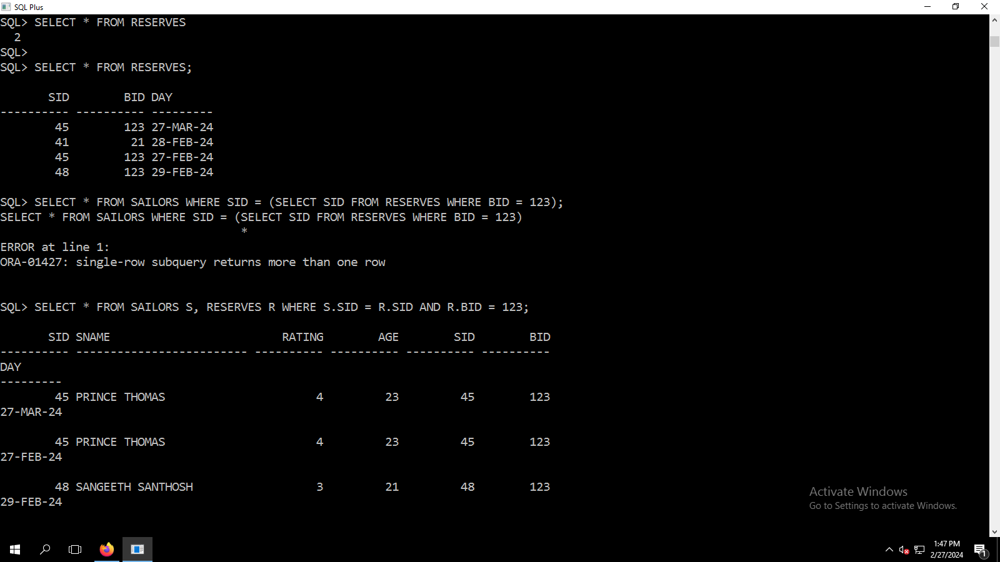 SQL Plus
SQL> SELECT * FROM RESERVES
  2
SQL>
SQL> SELECT * FROM RESERVES;

       SID        BID DAY
---------- ---------- ---------
        45        123 27-MAR-24
        41         21 28-FEB-24
        45        123 27-FEB-24
        48        123 29-FEB-24

SQL> SELECT * FROM SAILORS WHERE SID = (SELECT SID FROM RESERVES WHERE BID = 123);
SELECT * FROM SAILORS WHERE SID = (SELECT SID FROM RESERVES WHERE BID = 123)
                                   *
ERROR at line 1:
ORA-01427: single-row subquery returns more than one row


SQL> SELECT * FROM SAILORS S, RESERVES R WHERE S.SID = R.SID AND R.BID = 123;

       SID SNAME                         RATING        AGE        SID        BID
---------- ------------------------- ---------- ---------- ---------- ----------
DAY
---------
        45 PRINCE THOMAS                      4         23         45        123
27-MAR-24

        45 PRINCE THOMAS                      4         23         45        123
27-FEB-24

        48 SANGEETH SANTHOSH                  3         21         48        123
29-FEB-24
Activate Windows
Go to Settings to activate Windows.
1:47 PM
2/27/2024
1